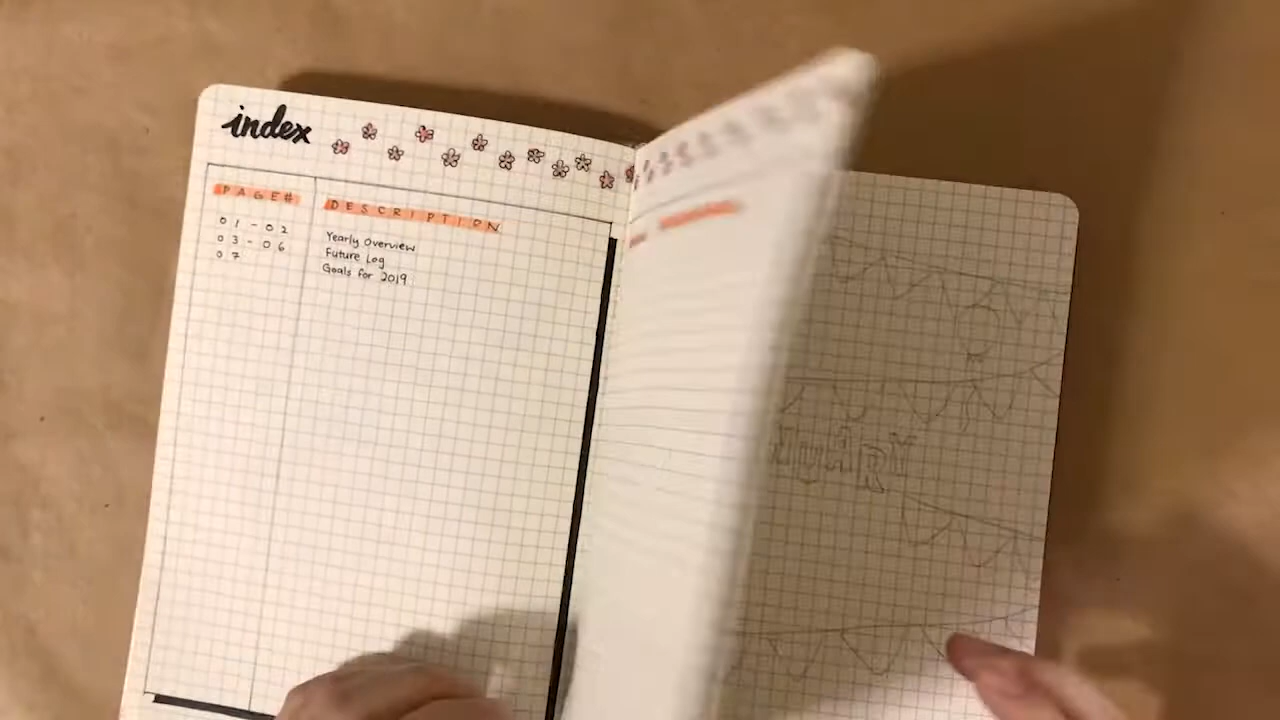 index
PAGE# DESCRIPTION
01-02 Yearly Overview
03-06 Future Log
07 Goals for 2019